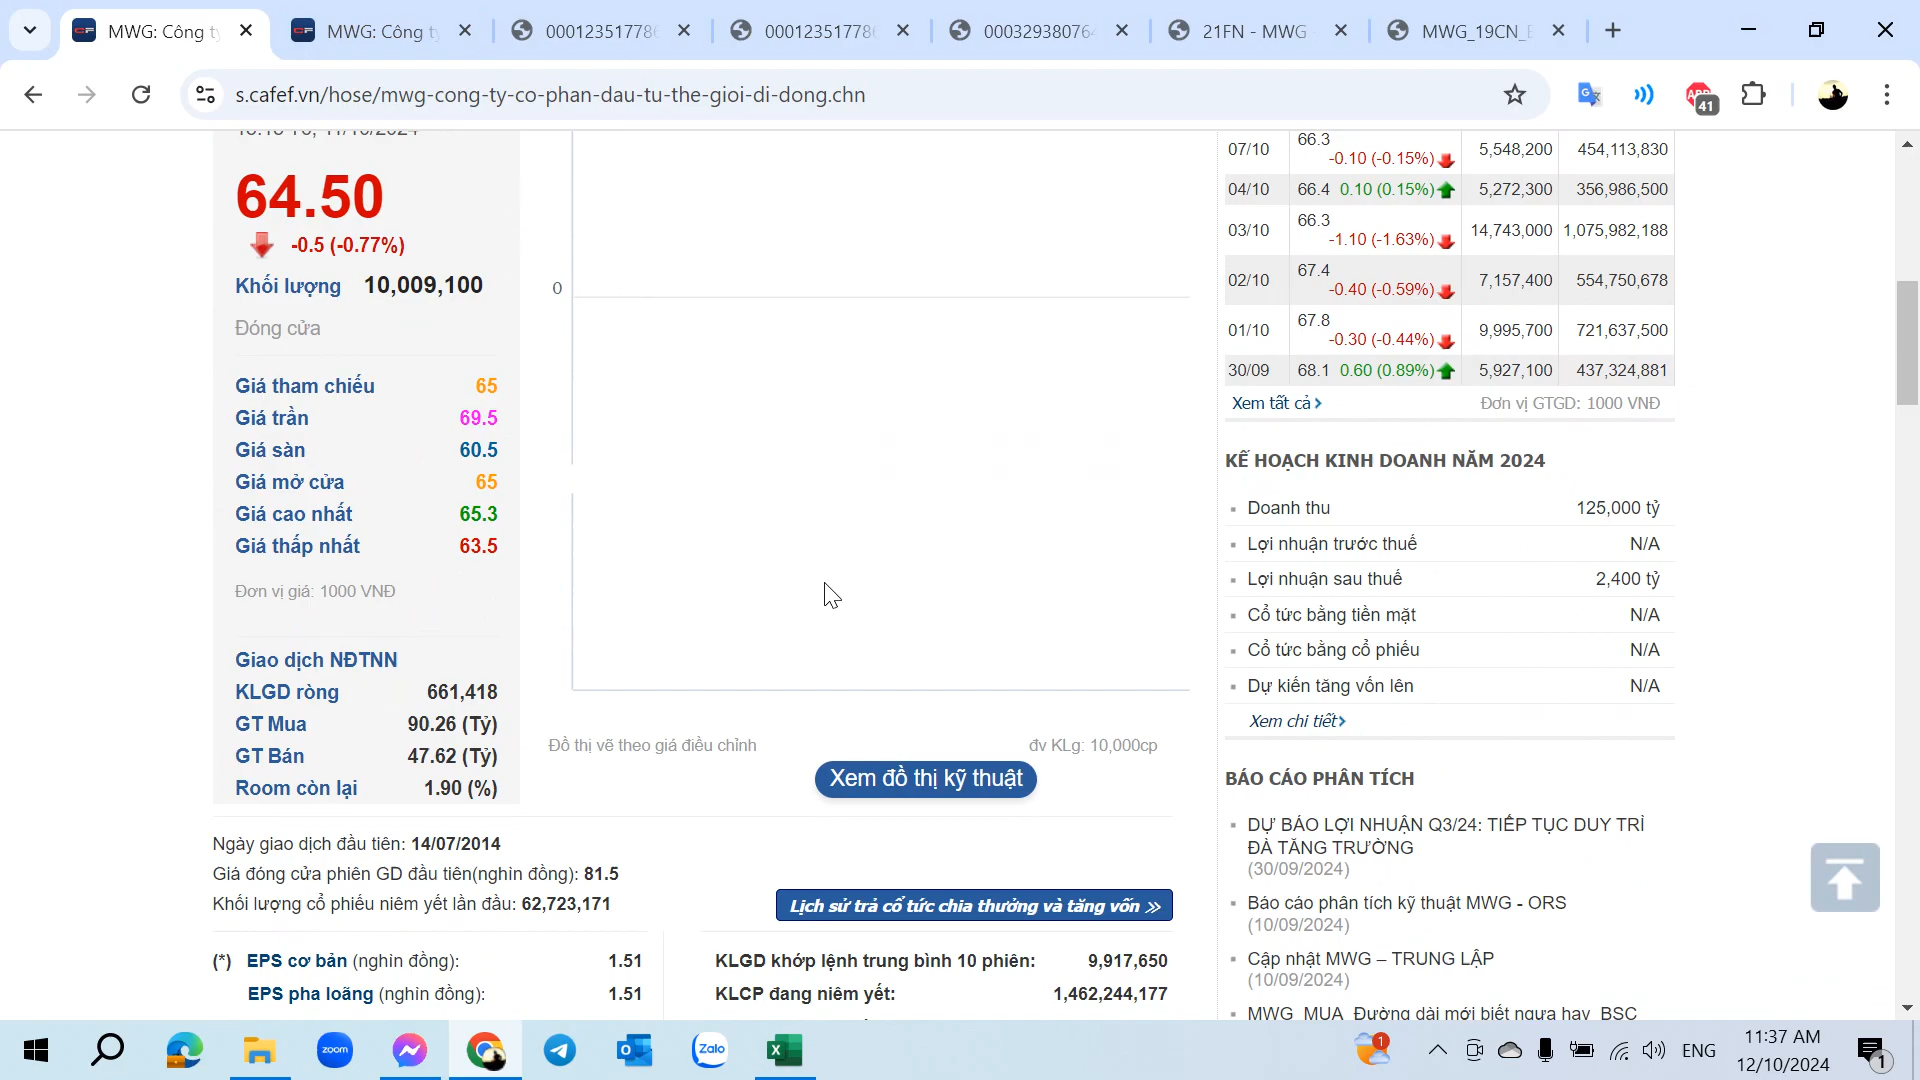 MWG: Công ty
MWG: Công ty
000123517786
000123517786
00032938076
21FN - MWG
MWG_19CN_
s.cafef.vn/hose/mwg-cong-ty-co-phan-dau-tu-the-gioi-di-dong.chn
41
64.50
-0.5 (-0.77%)
Khối lượng 10,009,100
Đóng cửa
Giá tham chiếu 65
Giá trần 69.5
Giá sàn 60.5
Giá mở cửa 65
Giá cao nhất 65.3
Giá thấp nhất 63.5
Đơn vị giá: 1000 VNĐ
Giao dịch NĐTNN
KLGD ròng 661,418
GT Mua 90.26 (Tỷ)
GT Bán 47.62 (Tỷ)
Room còn lại 1.90 (%)
0
Đồ thị vẽ theo giá điều chỉnh đv KLg: 10,000cp
Xem đồ thị kỹ thuật
Ngày giao dịch đầu tiên: 14/07/2014
Giá đóng cửa phiên GD đầu tiên(nghìn đồng): 81.5
Khối lượng cổ phiếu niêm yết lần đầu: 62,723,171
Lịch sử trả cổ tức chia thưởng và tăng vốn
(*) EPS cơ bản (nghìn đồng): 1.51
EPS pha loãng (nghìn đồng): 1.51
KLGD khớp lệnh trung bình 10 phiên: 9,917,650
KLCP đang niêm yết: 1,462,244,177
07/10 66.3 -0.10 (-0.15%) 5,548,200 454,113,830
04/10 66.4 0.10 (0.15%) 5,272,300 356,986,500
03/10 66.3 -1.10 (-1.63%) 14,743,000 1,075,982,188
02/10 67.4 -0.40 (-0.59%) 7,157,400 554,750,678
01/10 67.8 -0.30 (-0.44%) 9,995,700 721,637,500
30/09 68.1 0.60 (0.89%) 5,927,100 437,324,881
Xem tất cả Đơn vị GTGD: 1000 VNĐ
KẾ HOẠCH KINH DOANH NĂM 2024
Doanh thu 125,000 tỷ
Lợi nhuận trước thuế N/A
Lợi nhuận sau thuế 2,400 tỷ
Cổ tức bằng tiền mặt N/A
Cổ tức bằng cổ phiếu N/A
Dự kiến tăng vốn lên N/A
Xem chi tiết
BÁO CÁO PHÂN TÍCH
DỰ BÁO LỢI NHUẬN Q3/24: TIẾP TỤC DUY TRÌ
ĐÀ TĂNG TRƯỞNG
(30/09/2024)
Báo cáo phân tích kỹ thuật MWG - ORS
(10/09/2024)
Cập nhật MWG – TRUNG LẬP
(10/09/2024)
MWG_MUA_Đường dài mới biết ngựa hay_BSC
zoom
Zalo
1
ENG
11:37 AM
12/10/2024
1